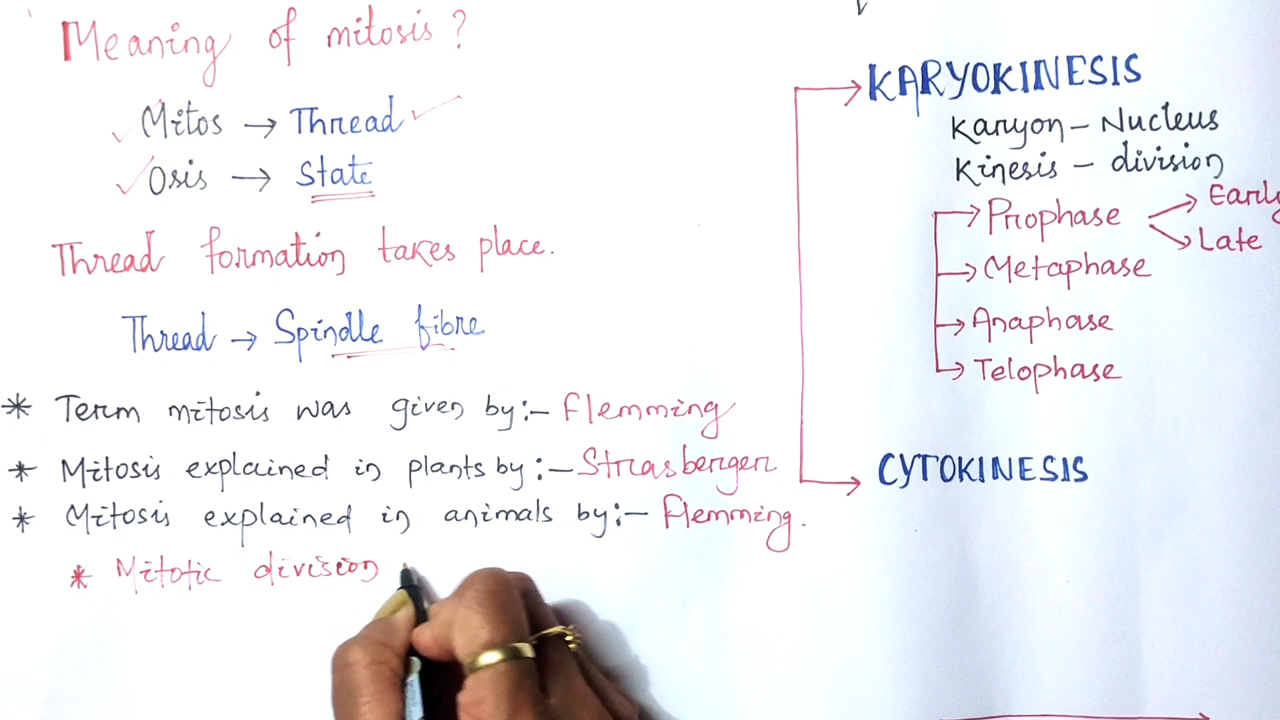 Meaning of mitosis?
Mitos → Thread
Osis → State
Thread formation takes place.
Thread → Spindle fibre
* Term mitosis was given by:- Flemming
* Mitosis explained in plants by:- Strasberger
* Mitosis explained in animals by:- Flemming.
* Mitotic division
KARYOKINESIS
Karyon - Nucleus
Kinesis - division
→ Prophase → Early
→ Late
→ Metaphase
→ Anaphase
→ Telophase
CYTOKINESIS